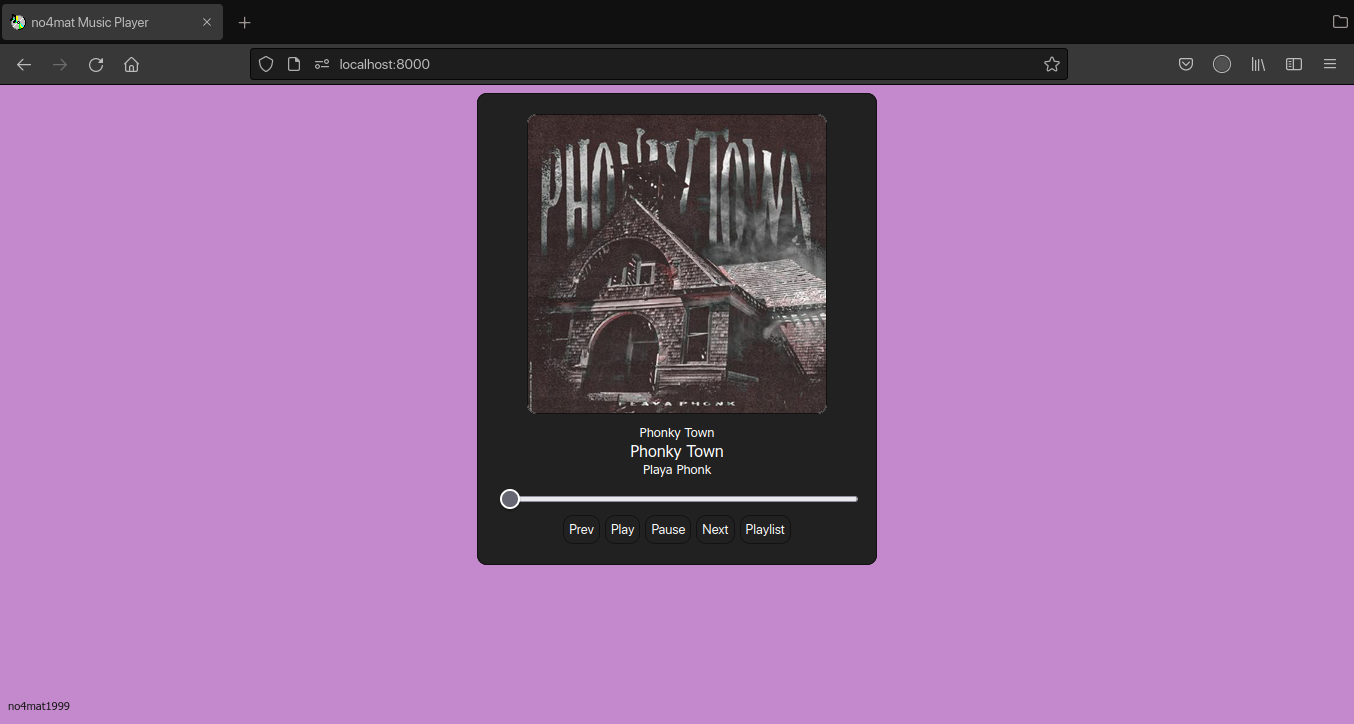 no4mat Music Player
localhost:8000
PHONKY TOWN
PLAYA PHONK
Phonky Town
Phonky Town
Playa Phonk
Prev Play Pause Next Playlist
no4mat1999